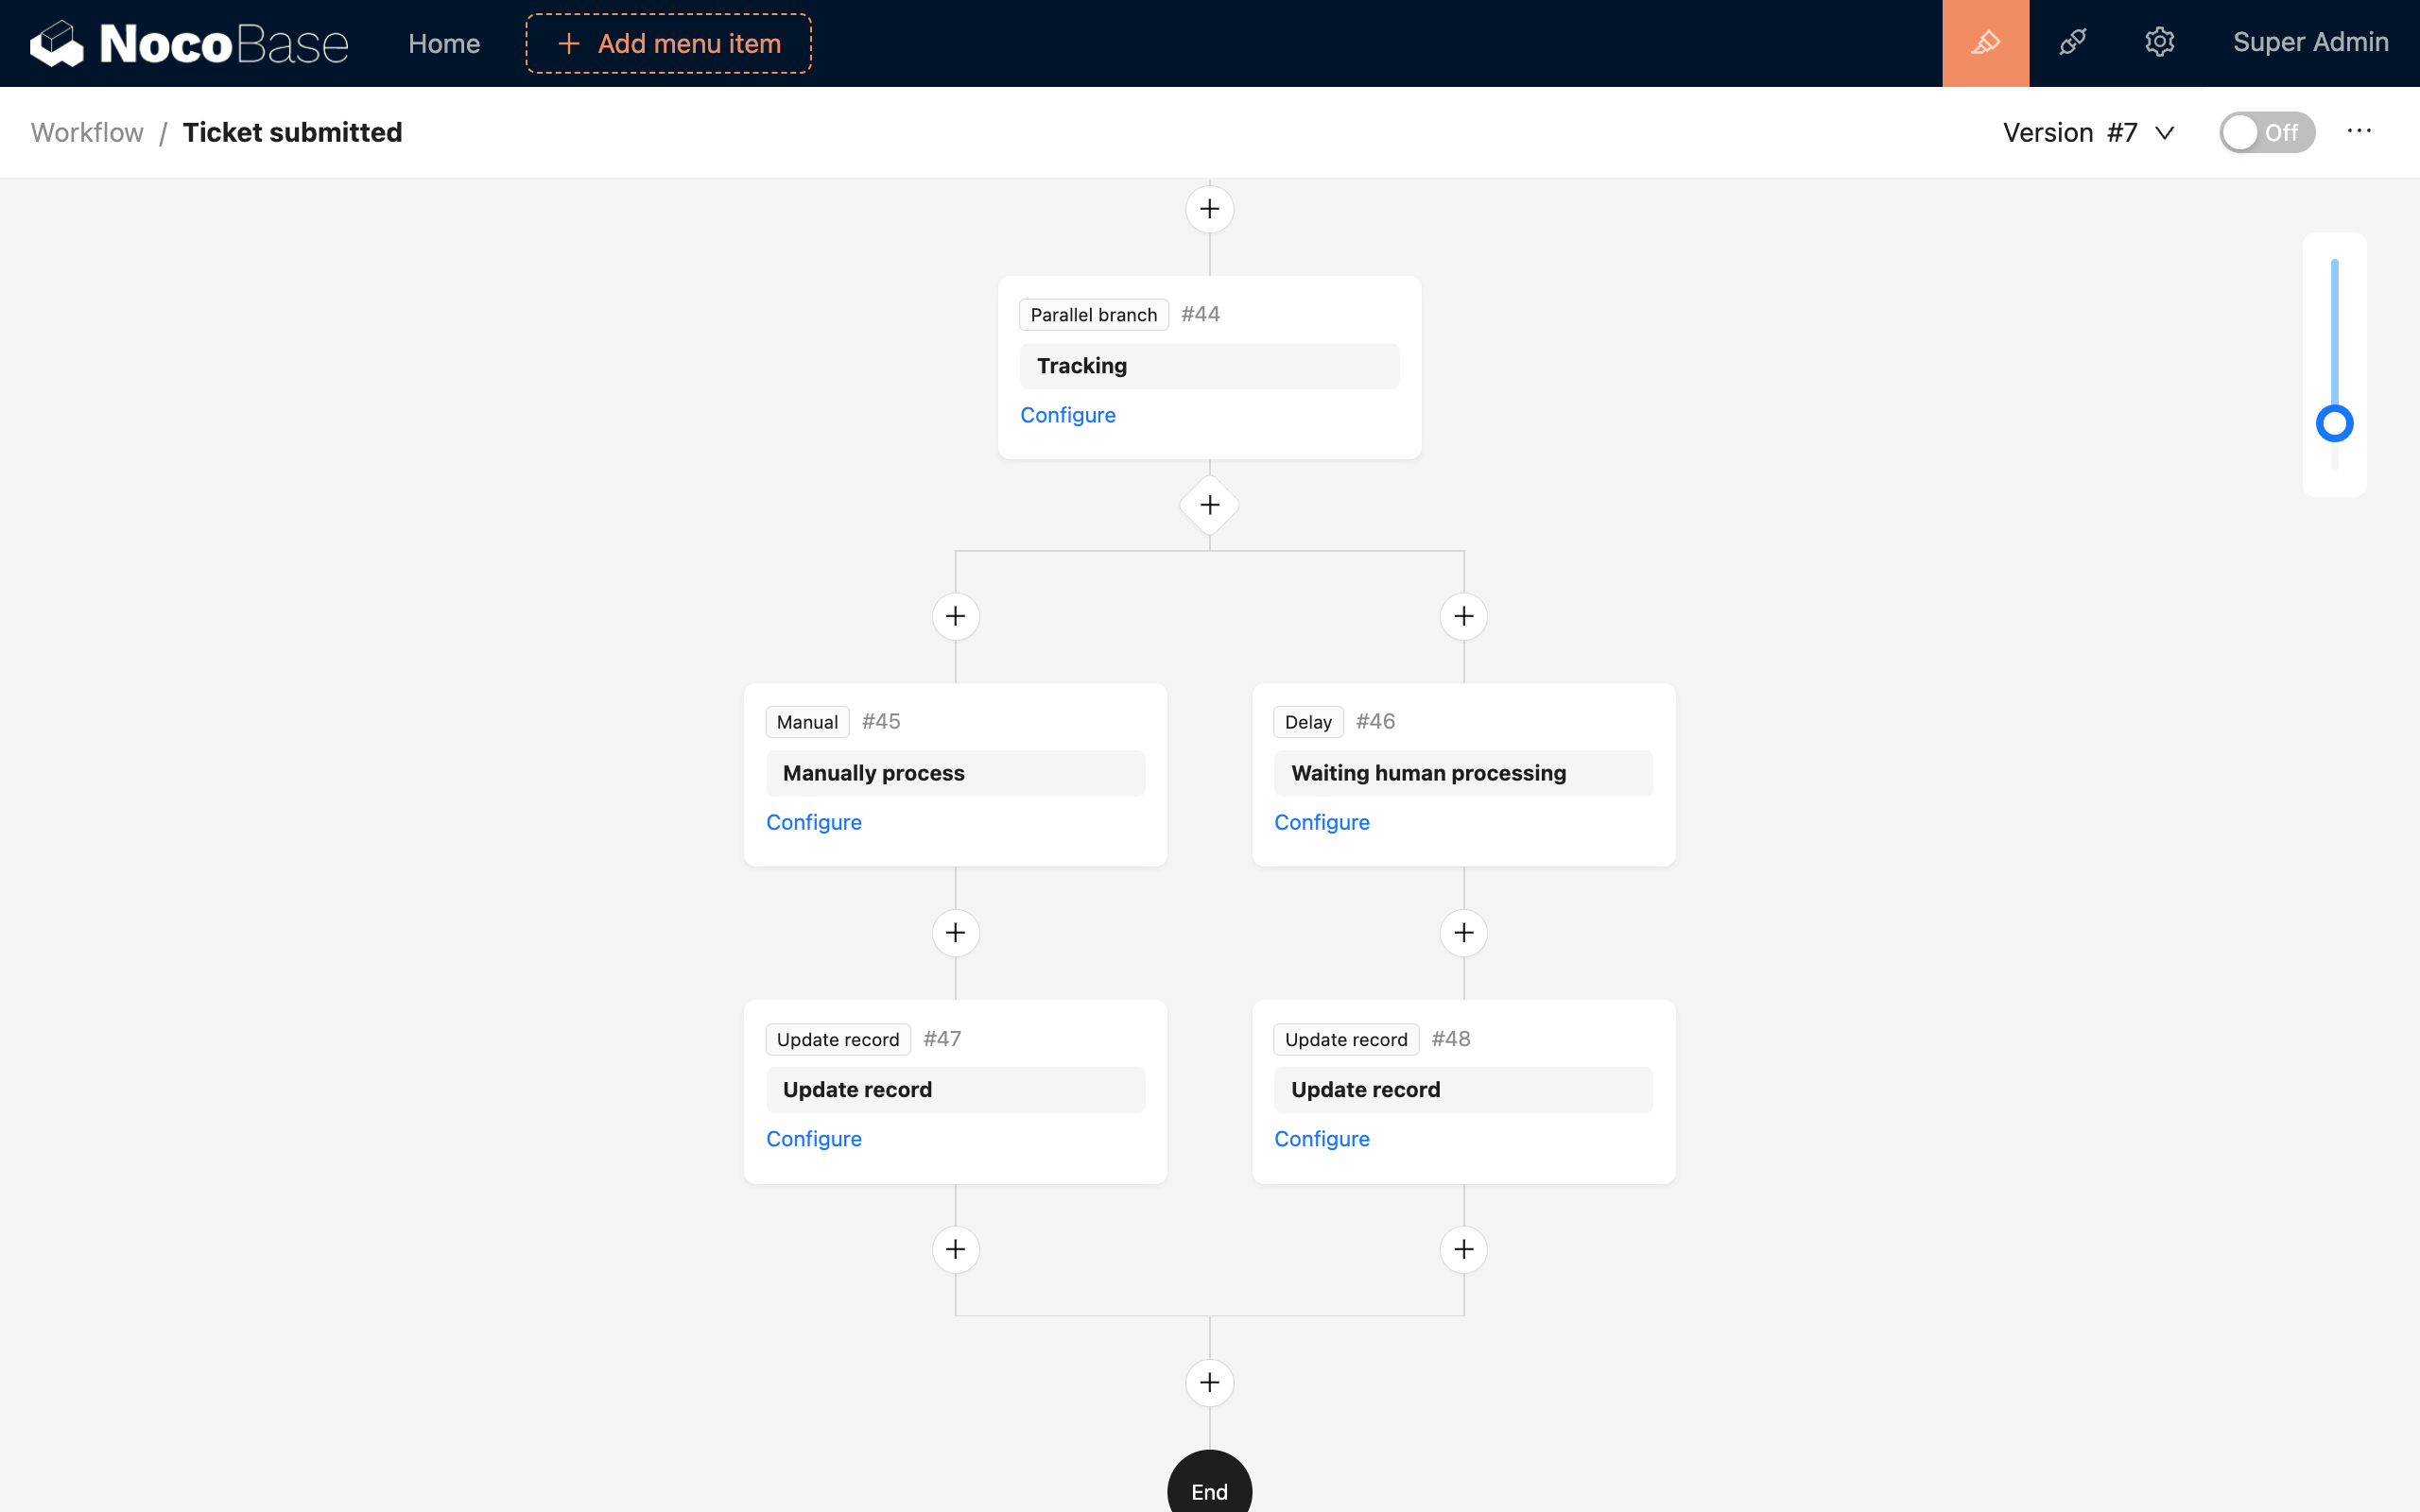 NocoBase Home + Add menu item Super Admin
Workflow / Ticket submitted Version #7 Off ...
Parallel branch #44
Tracking
Configure
Manual #45
Manually process
Configure
Delay #46
Waiting human processing
Configure
Update record #47
Update record
Configure
Update record #48
Update record
Configure
End